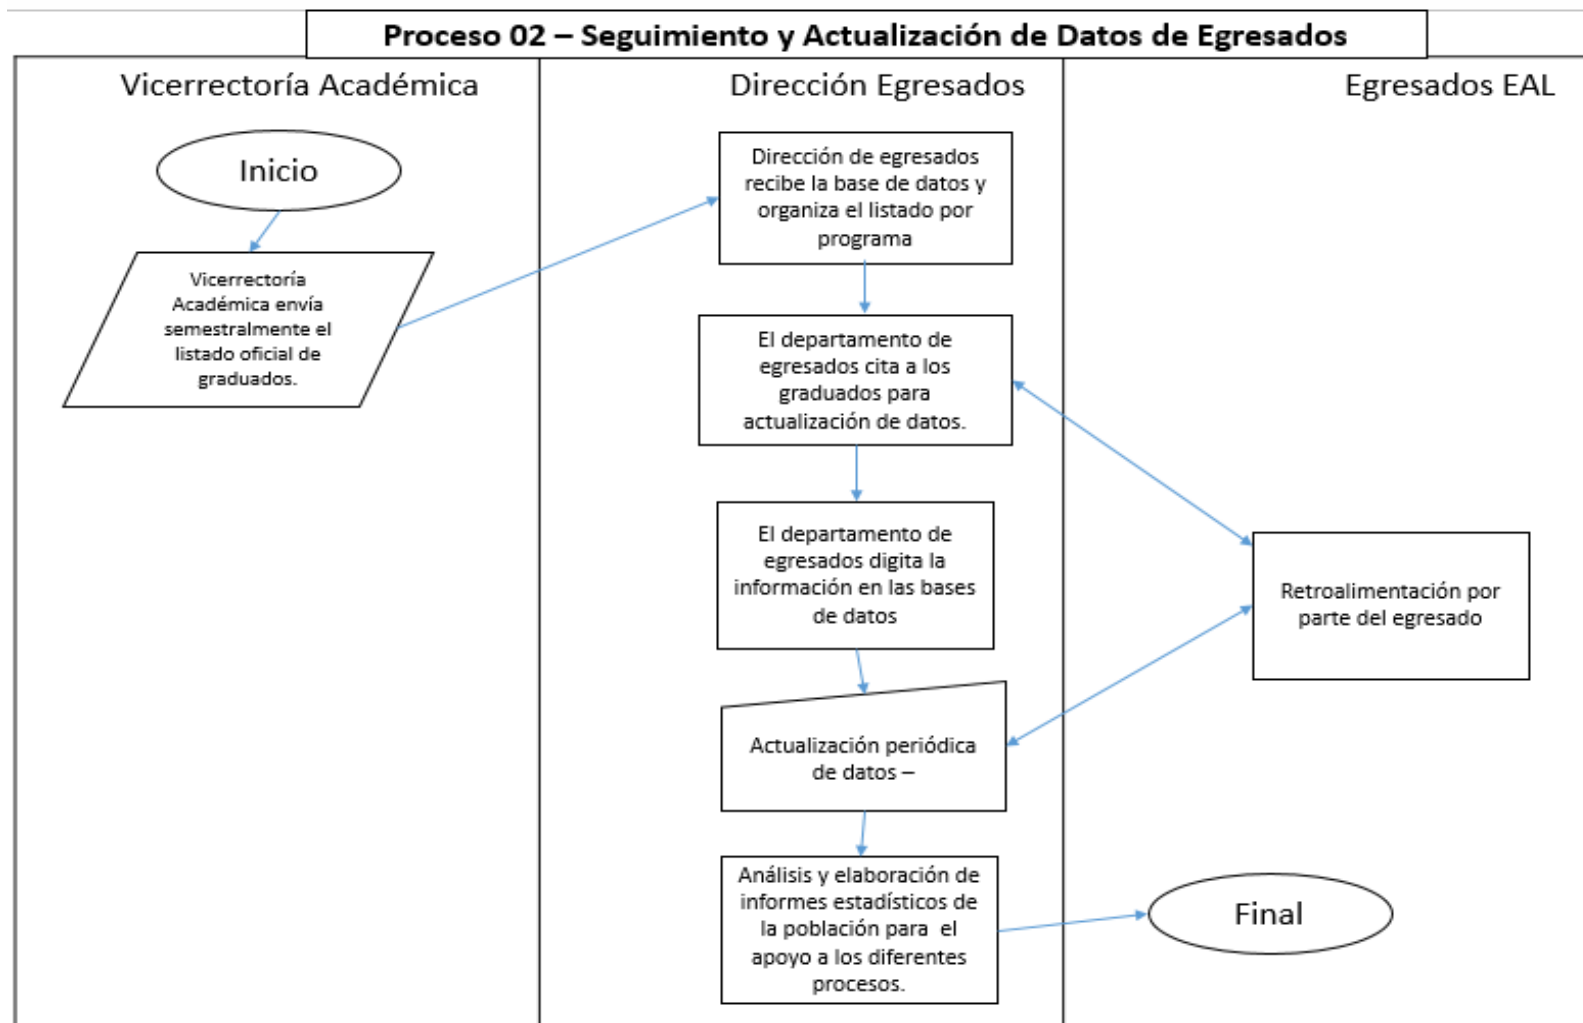 Proceso 02 – Seguimiento y Actualización de Datos de Egresados
Vicerrectoría Académica
Dirección Egresados
Egresados EAL
Inicio
Vicerrectoría
Académica envía
semestralmente el
listado oficial de
graduados.
Dirección de egresados
recibe la base de datos y
organiza el listado por
programa
El departamento de
egresados cita a los
graduados para
actualización de datos.
El departamento de
egresados digita la
información en las bases
de datos
Retroalimentación por
parte del egresado
Actualización periódica
de datos –
Análisis y elaboración de
informes estadísticos de
la población para el
apoyo a los diferentes
procesos.
Final